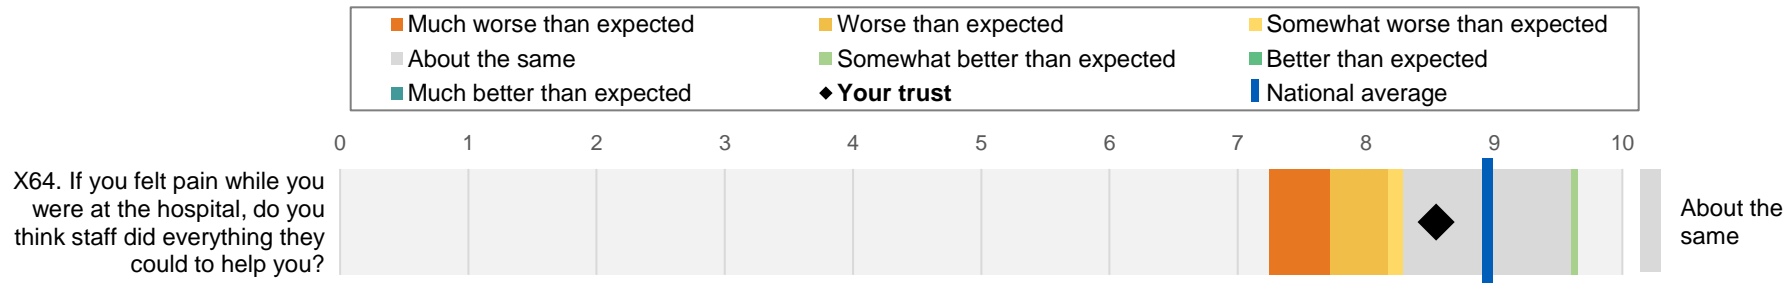 Much worse than expected
Worse than expected
Somewhat worse than expected
About the same
Somewhat better than expected
Better than expected
Much better than expected
Your trust
National average
0 1 2 3 4 5 6 7 8 9 10
X64. If you felt pain while you
were at the hospital, do you
think staff did everything they
could to help you?
About the
same